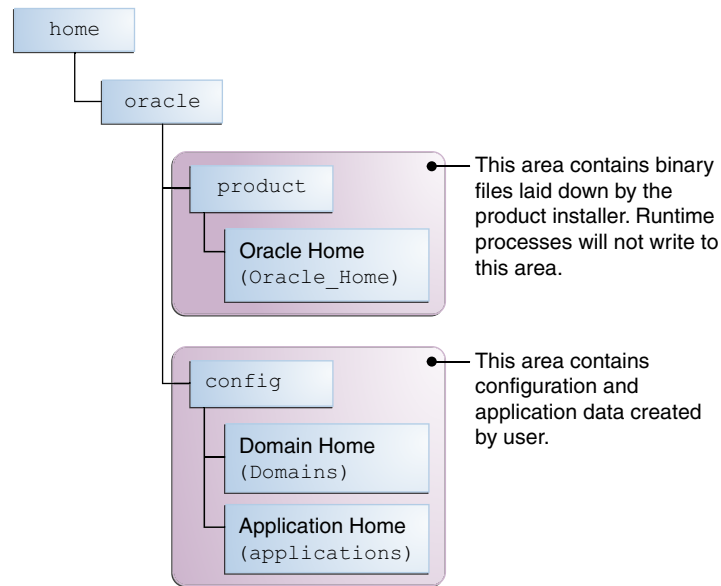 home
oracle
product
Oracle Home
(Oracle_Home)
This area contains binary
files laid down by the
product installer. Runtime
processes will not write to
this area.
config
Domain Home
(Domains)
Application Home
(applications)
This area contains
configuration and
application data created
by user.